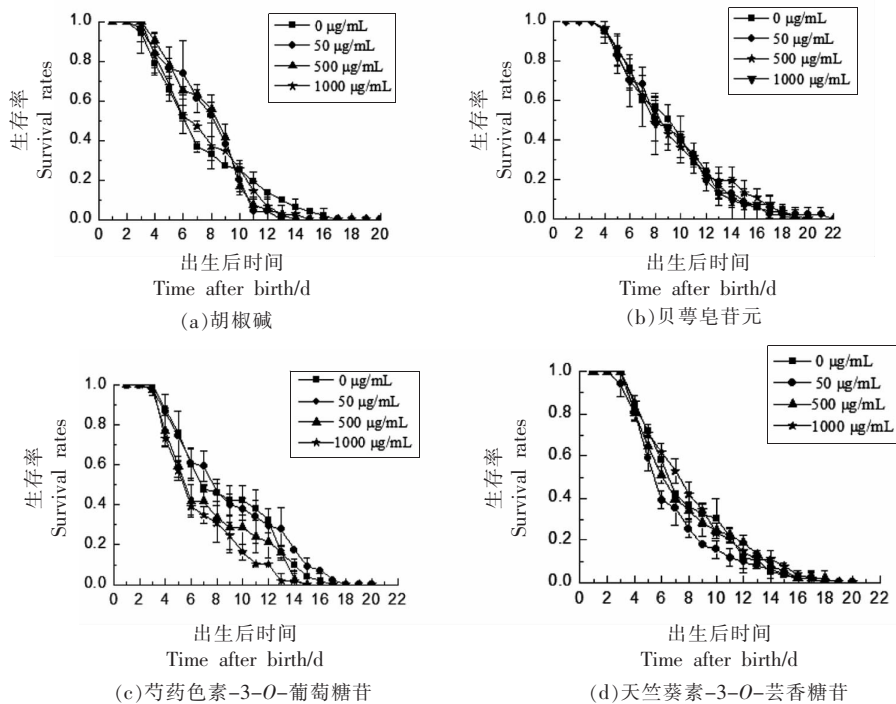 1.0
0.8
0.6
0.4
0.2
0.0
生存率
Survival rates
0 μg/mL
50 μg/mL
500 μg/mL
1000 μg/mL
0 2 4 6 8 10 12 14 16 18 20
出生后时间
Time after birth/d
(a)胡椒碱
1.0
0.8
0.6
0.4
0.2
0.0
生存率
Survival rates
0 μg/mL
50 μg/mL
500 μg/mL
1000 μg/mL
0 2 4 6 8 10 12 14 16 18 20 22
出生后时间
Time after birth/d
(b)贝萼皂苷元
1.0
0.8
0.6
0.4
0.2
0.0
生存率
Survival rates
0 μg/mL
50 μg/mL
500 μg/mL
1000 μg/mL
0 2 4 6 8 10 12 14 16 18 20 22
出生后时间
Time after birth/d
(c)芍药色素-3-O-葡萄糖苷
1.0
0.8
0.6
0.4
0.2
0.0
生存率
Survival rates
0 μg/mL
50 μg/mL
500 μg/mL
1000 μg/mL
0 2 4 6 8 10 12 14 16 18 20 22
出生后时间
Time after birth/d
(d)天竺葵素-3-O-芸香糖苷